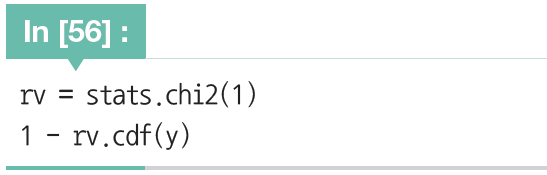 In [56] :
rv = stats.chi2(1)
1 - rv.cdf(y)